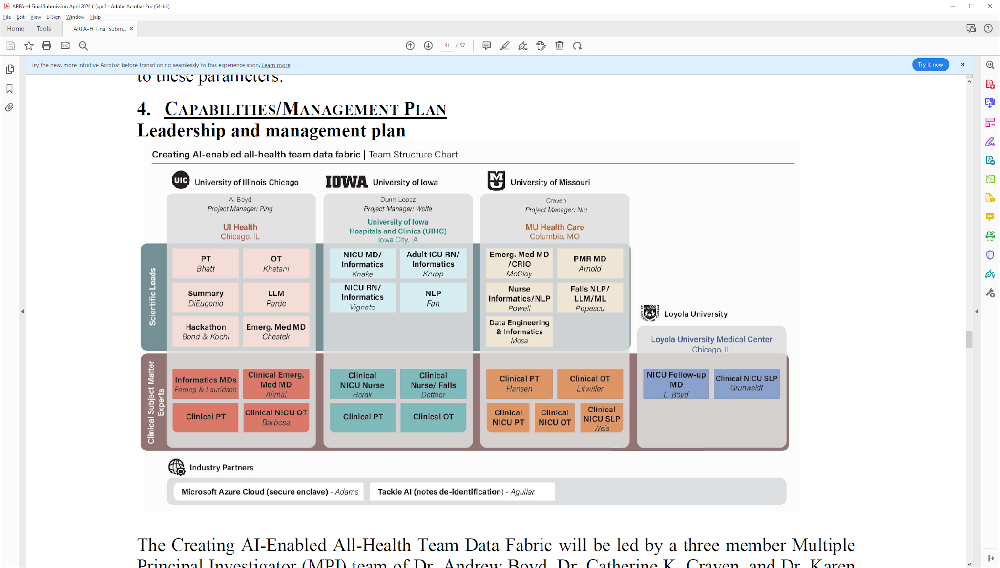 ARPA-H Final Submission April 2024 (1).pdf - Adobe Acrobat Pro (64-bit)
File Edit View E-Sign Window Help
Home Tools ARPA-H Final Subm... ×
31 / 57
Try the new, more intuitive Acrobat before transitioning seamlessly to this experience soon. Learn more
Try it now
to these parameters.
4. CAPABILITIES/MANAGEMENT PLAN
Leadership and management plan
Creating AI-enabled all-health team data fabric | Team Structure Chart
UIC University of Illinois Chicago
A. Boyd
Project Manager: Ping
UI Health
Chicago, IL
IOWA University of Iowa
Dunn Lopez
Project Manager: Wolfe
University of Iowa
Hospitals and Clinics (UIHC)
Iowa City, IA
MU University of Missouri
Craven
Project Manager: Niu
MU Health Care
Columbia, MO
Scientific Leads
PT
Bhatt
OT
Khetani
Summary
DiEugenio
LLM
Parde
Hackathon
Bond & Kochi
Emerg. Med MD
Chestek
NICU MD/
Informatics
Knake
Adult ICU RN/
Informatics
Krupp
NICU RN/
Informatics
Vignato
NLP
Fan
Emerg. Med MD
/CRIO
McClay
PMR MD
Arnold
Nurse
Informatics/NLP
Powell
Falls NLP/
LLM/ML
Popescu
Data Engineering
& Informatics
Mosa
Loyola University
Loyola University Medical Center
Chicago, IL
Clinical Subject Matter
Experts
Informatics MDs
Faroog & Lauridsen
Clinical Emerg.
Med MD
Ajimal
Clinical PT
Clinical NICU OT
Barbosa
Clinical
NICU Nurse
Horak
Clinical
Nurse/ Falls
Dettner
Clinical PT
Clinical OT
Clinical PT
Hansen
Clinical OT
Litwiller
Clinical
NICU PT
Clinical
NICU OT
Clinical
NICU SLP
Weis
NICU Follow-up
MD
L. Boyd
Clinical NICU SLP
Grunwaldt
Industry Partners
Microsoft Azure Cloud (secure enclave) - Adams
Tackle AI (notes de-identification) - Aguilar
The Creating AI-Enabled All-Health Team Data Fabric will be led by a three member Multiple
Principal Investigator (MPI) team of Dr. Andrew Boyd, Dr. Catherine K. Craven, and Dr. Karen